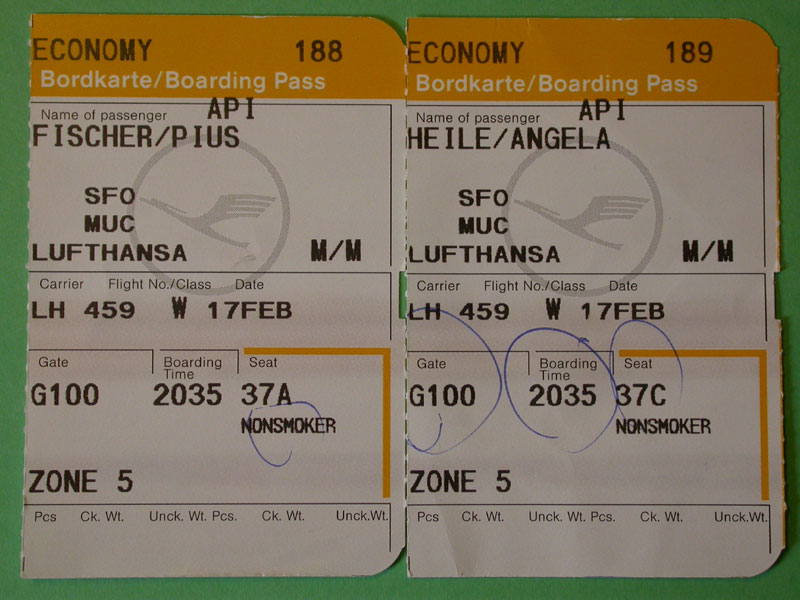 ECONOMY 188
Bordkarte/Boarding Pass
Name of passenger API
FISCHER/PIUS
SFO
MUC
LUFTHANSA M/M
Carrier Flight No./Class Date
LH 459 W 17FEB
Gate Boarding Time Seat
G100 2035 37A
NONSMOKER
ZONE 5
Pcs Ck. Wt. Unck. Wt. Pcs. Ck. Wt. Unck.Wt.
ECONOMY 189
Bordkarte/Boarding Pass
Name of passenger API
HEILE/ANGELA
SFO
MUC
LUFTHANSA M/M
Carrier Flight No./Class Date
LH 459 W 17FEB
Gate Boarding Time Seat
G100 2035 37C
NONSMOKER
ZONE 5
Pcs Ck. Wt. Unck. Wt. Pcs. Ck. Wt. Unck.Wt.